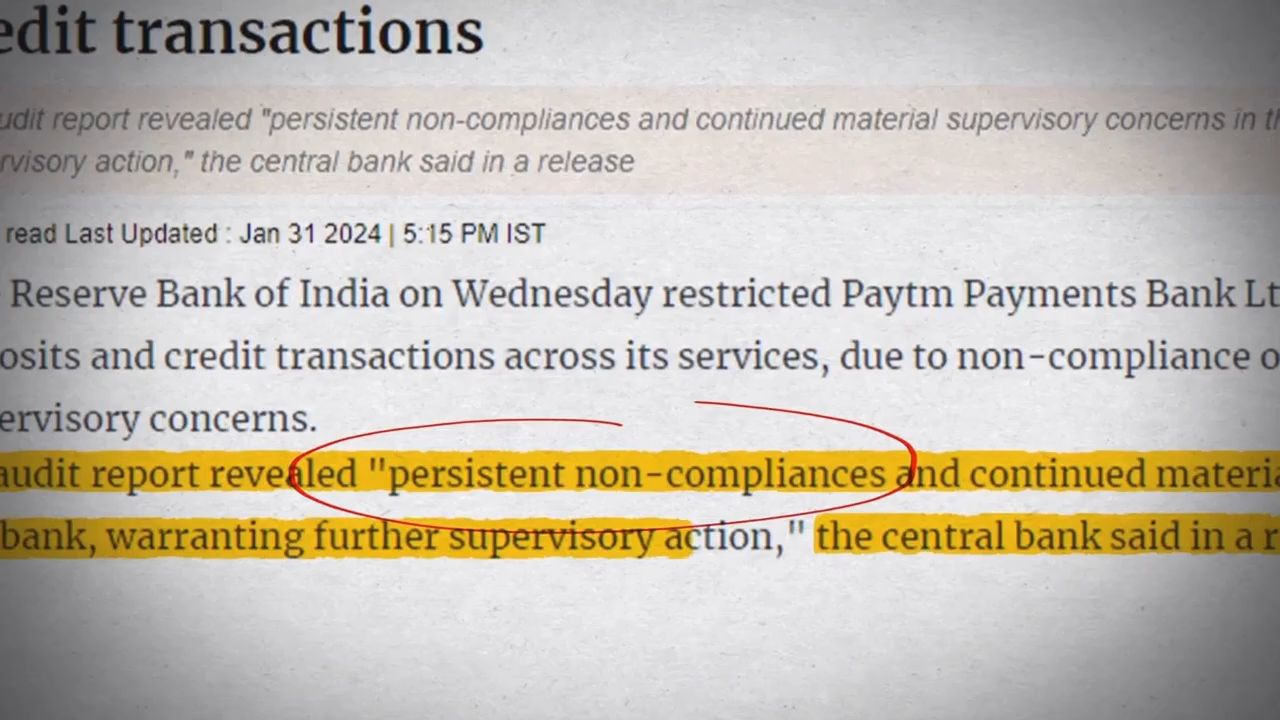 edit transactions
udit report revealed "persistent non-compliances and continued material supervisory concerns in th
rvisory action," the central bank said in a release
read Last Updated : Jan 31 2024 | 5:15 PM IST
Reserve Bank of India on Wednesday restricted Paytm Payments Bank Lt
osits and credit transactions across its services, due to non-compliance o
ervisory concerns.
audit report revealed "persistent non-compliances and continued materia
bank, warranting further supervisory action," the central bank said in a r